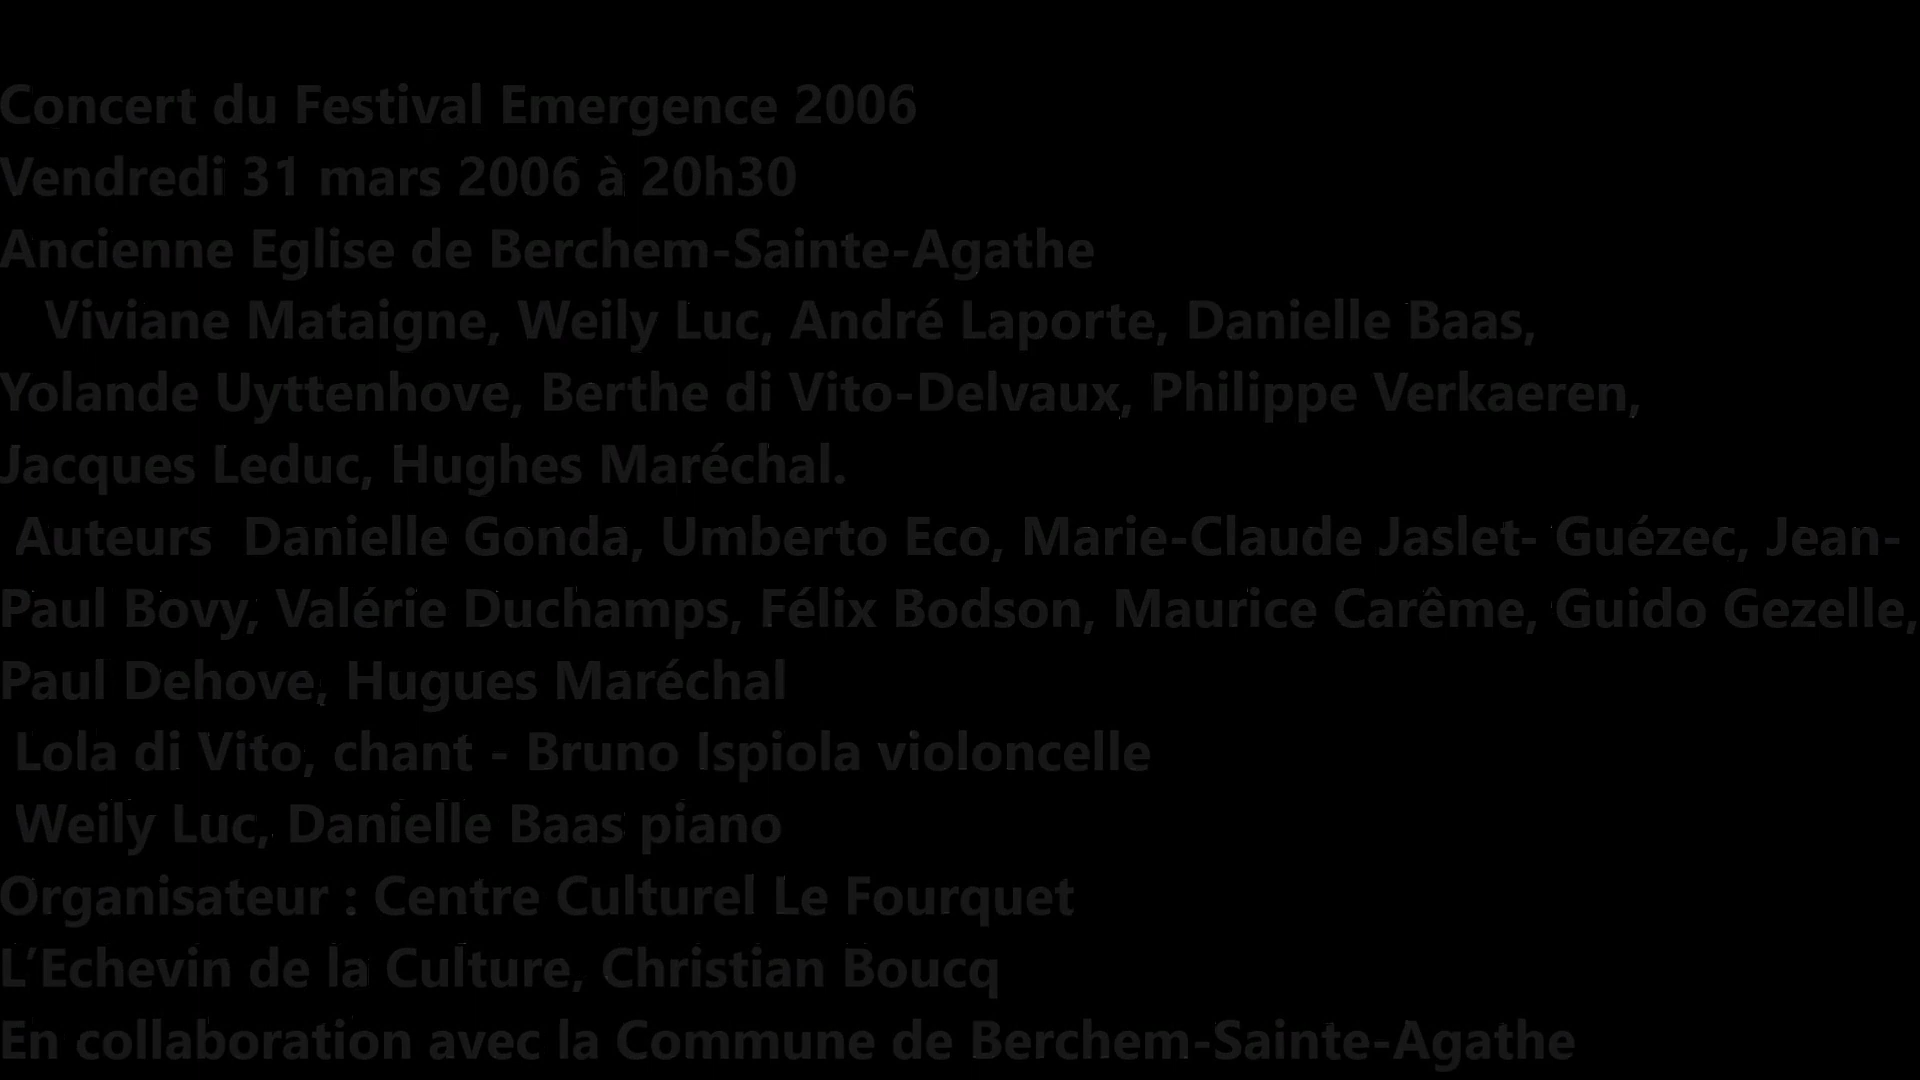 Concert du Festival Emergence 2006
Vendredi 31 mars 2006 à 20h30
Ancienne Eglise de Berchem-Sainte-Agathe
Viviane Mataigne, Weily Luc, André Laporte, Danielle Baas,
Yolande Uyttenhove, Berthe di Vito-Delvaux, Philippe Verkaeren,
Jacques Leduc, Hughes Maréchal.
Auteurs  Danielle Gonda, Umberto Eco, Marie-Claude Jaslet- Guézec, Jean-
Paul Bovy, Valérie Duchamps, Félix Bodson, Maurice Carême, Guido Gezelle,
Paul Dehove, Hugues Maréchal
Lola di Vito, chant - Bruno Ispiola violoncelle
Weily Luc, Danielle Baas piano
Organisateur : Centre Culturel Le Fourquet
L’Echevin de la Culture, Christian Boucq
En collaboration avec la Commune de Berchem-Sainte-Agathe